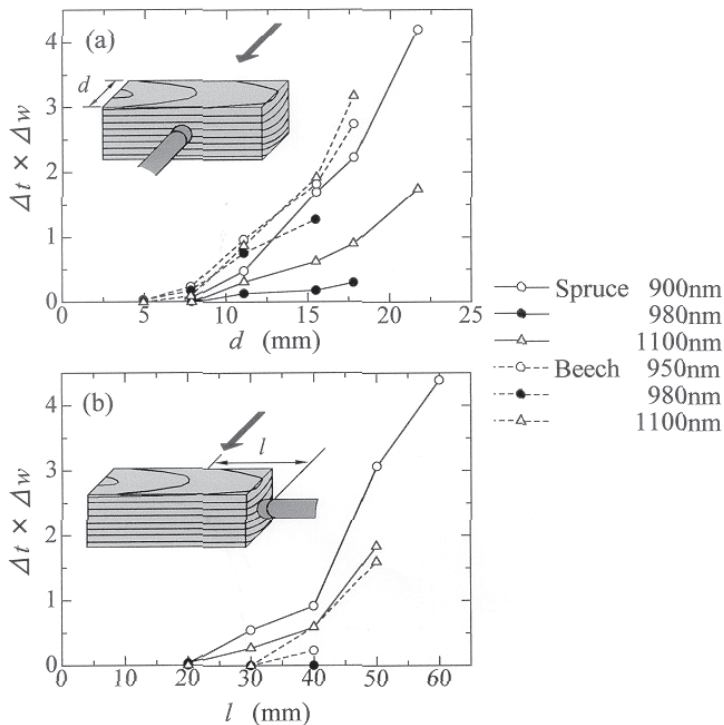 (a)
d
Δt × Δw
4
3
2
1
0
0 5 10 15 20 25
d (mm)
Spruce 900nm
980nm
1100nm
Beech 950nm
980nm
1100nm
(b)
l
Δt × Δw
4
3
2
1
0
0 10 20 30 40 50 60
l (mm)